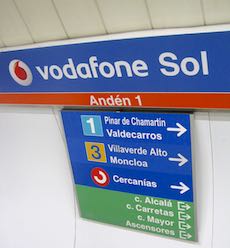 vodafone Sol
Andén 1
1 Pinar de Chamartín
Valdecarros
3 Villaverde Alto
Moncloa
Cercanías
c. Alcalá
c. Carretas
c. Mayor
Ascensores